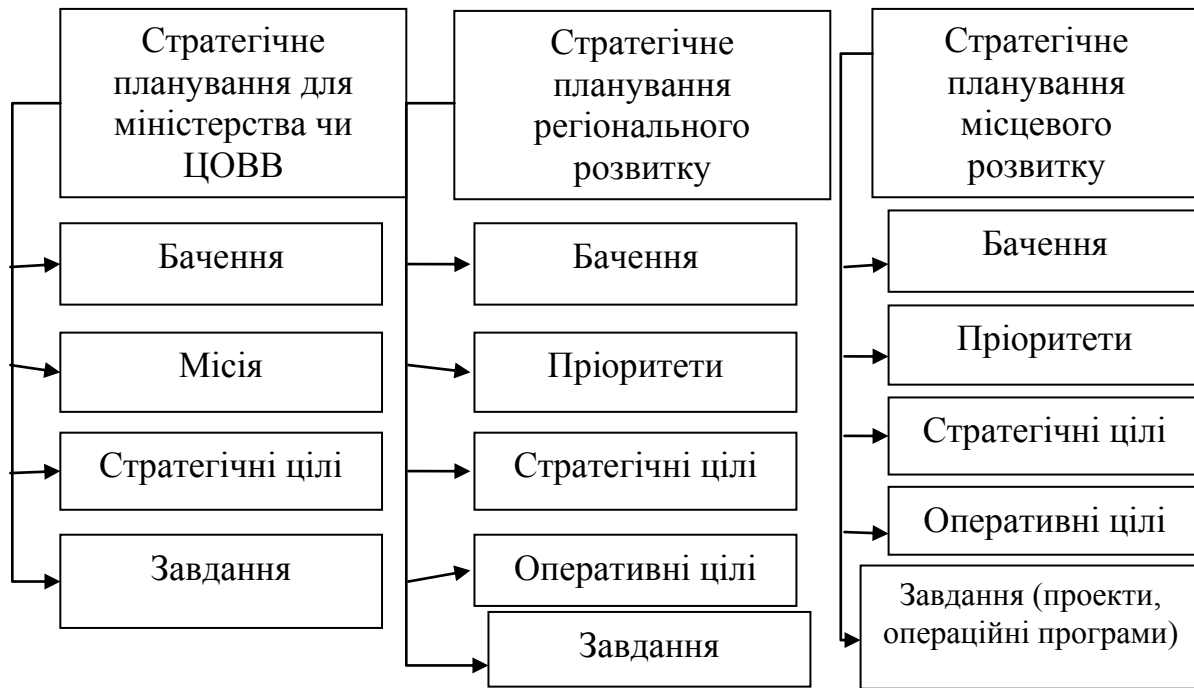 Стратегічне
планування для
міністерства чи
ЦОВВ
Бачення
Місія
Стратегічні цілі
Завдання
Стратегічне
планування
регіонального
розвитку
Бачення
Пріоритети
Стратегічні цілі
Оперативні цілі
Завдання
Стратегічне
планування
місцевого
розвитку
Бачення
Пріоритети
Стратегічні цілі
Оперативні цілі
Завдання (проекти,
операційні програми)